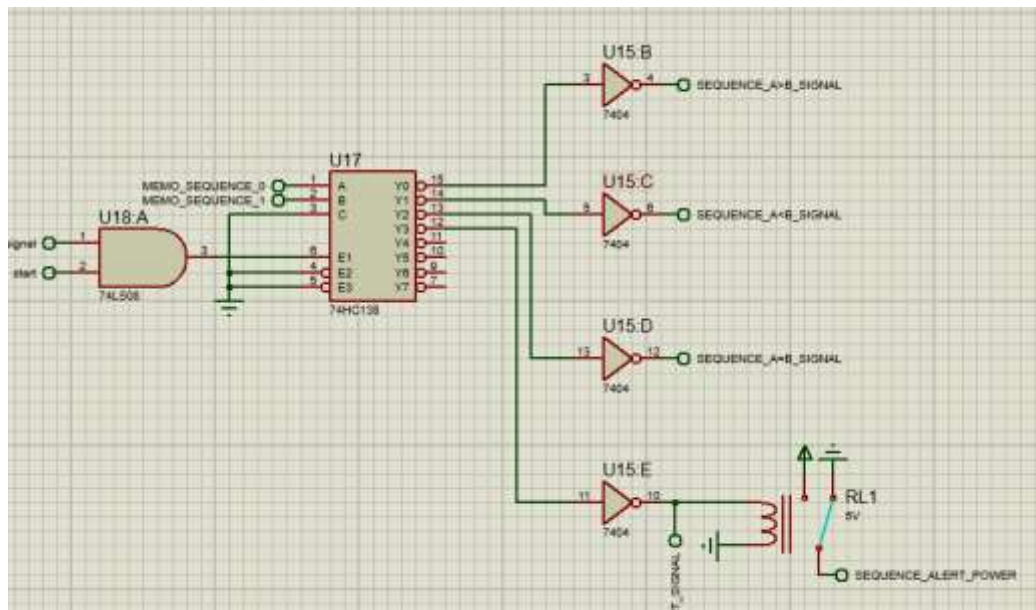 U15:B
3
4
SEQUENCE_A>B_SIGNAL
7404
U17
MEMO_SEQUENCE_0
1
A
Y0
15
MEMO_SEQUENCE_1
2
B
Y1
14
3
C
Y2
13
Y3
12
Y4
11
6
E1
Y5
10
4
E2
Y6
9
5
E3
Y7
7
74HC138
U18:A
signal
1
3
start
2
74LS08
U15:C
5
6
SEQUENCE_A<B_SIGNAL
7404
U15:D
13
12
SEQUENCE_A=B_SIGNAL
7404
U15:E
11
10
7404
RL1
5V
T_SIGNAL
SEQUENCE_ALERT_POWER